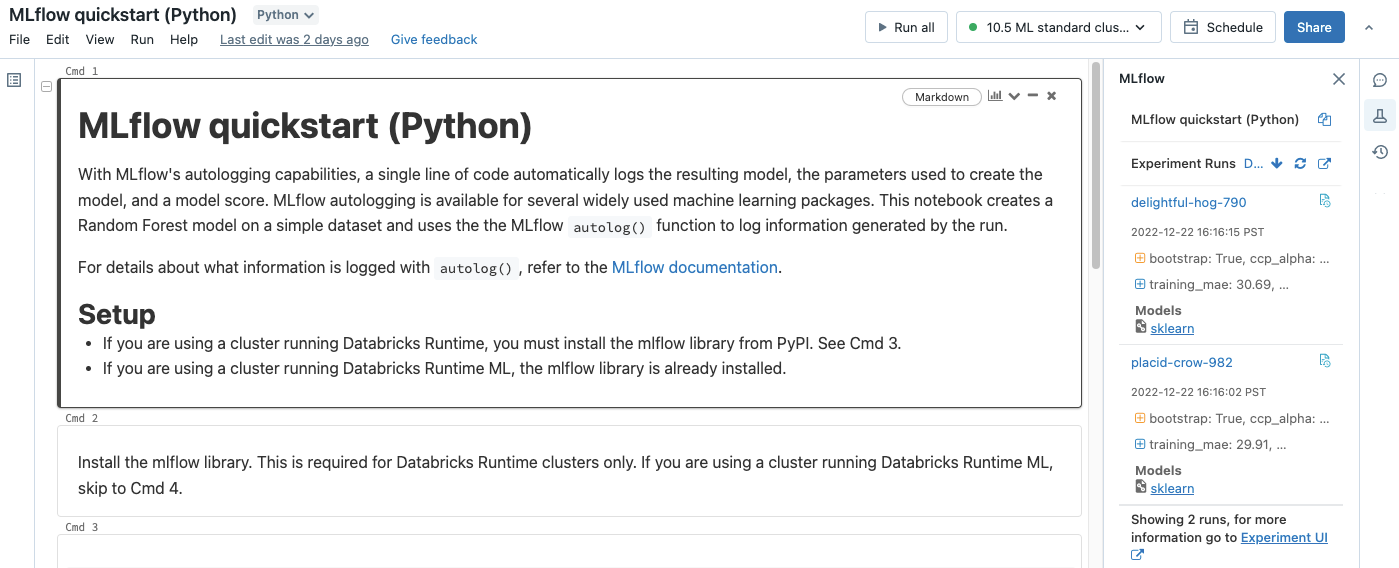 MLflow quickstart (Python) Python
File Edit View Run Help Last edit was 2 days ago Give feedback
Run all 10.5 ML standard clus... Schedule Share
Cmd 1
Markdown
MLflow quickstart (Python)
With MLflow's autologging capabilities, a single line of code automatically logs the resulting model, the parameters used to create the
model, and a model score. MLflow autologging is available for several widely used machine learning packages. This notebook creates a
Random Forest model on a simple dataset and uses the the MLflow autolog() function to log information generated by the run.
For details about what information is logged with autolog() , refer to the MLflow documentation.
Setup
• If you are using a cluster running Databricks Runtime, you must install the mlflow library from PyPI. See Cmd 3.
• If you are using a cluster running Databricks Runtime ML, the mlflow library is already installed.
Cmd 2
Install the mlflow library. This is required for Databricks Runtime clusters only. If you are using a cluster running Databricks Runtime ML,
skip to Cmd 4.
Cmd 3
MLflow
MLflow quickstart (Python)
Experiment Runs D...
delightful-hog-790
2022-12-22 16:16:15 PST
bootstrap: True, ccp_alpha: ...
training_mae: 30.69, ...
Models
sklearn
placid-crow-982
2022-12-22 16:16:02 PST
bootstrap: True, ccp_alpha: ...
training_mae: 29.91, ...
Models
sklearn
Showing 2 runs, for more
information go to Experiment UI